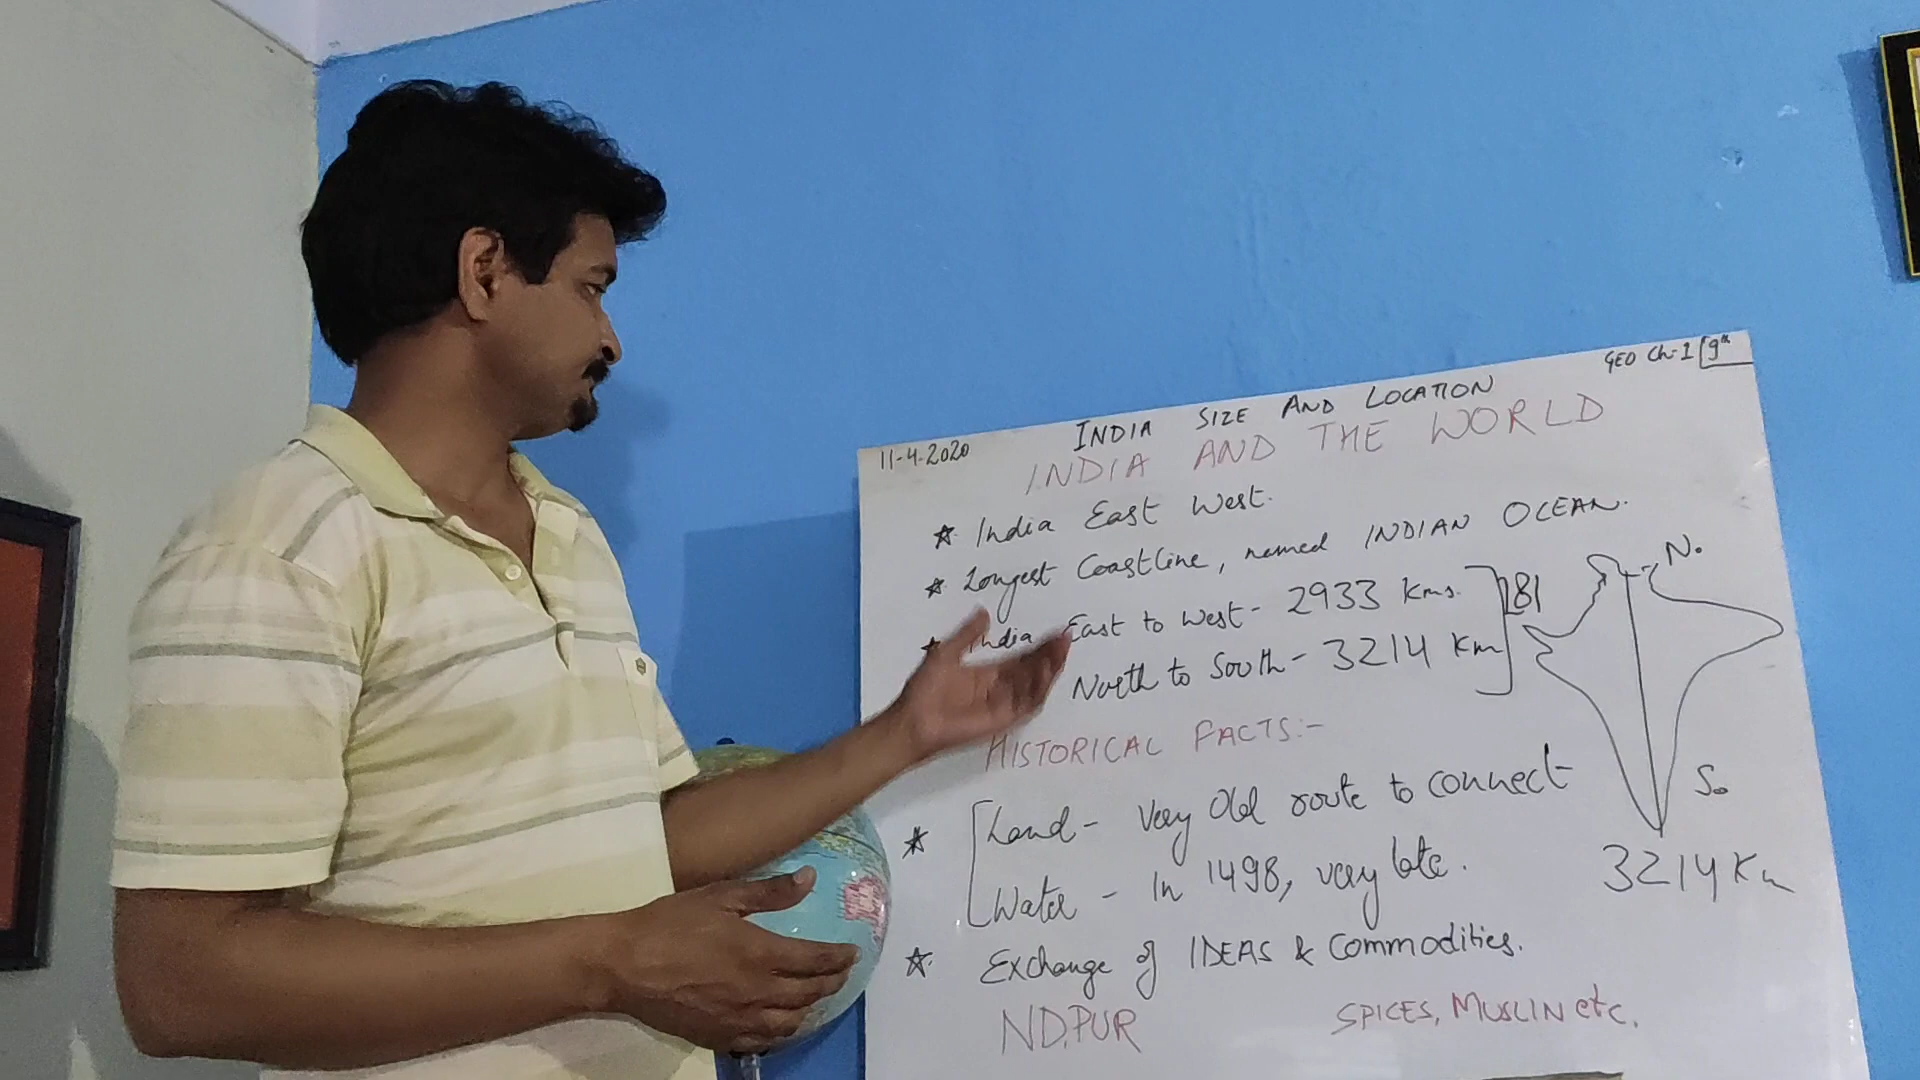 GEO Ch:1 9th
11-4-2020
INDIA SIZE AND LOCATION
INDIA AND THE WORLD
☆ India East West.
☆ Longest Coastline, named INDIAN OCEAN.
☆ India East to West - 2933 Kms.
North to South - 3214 Km
281
N.
HISTORICAL FACTS:-
☆ Land - Very Old route to connect
Water - In 1498, very late.
So
3214 Km
☆ Exchange of IDEAS & Commodities.
ND,PUR
SPICES, MUSLIN etc.